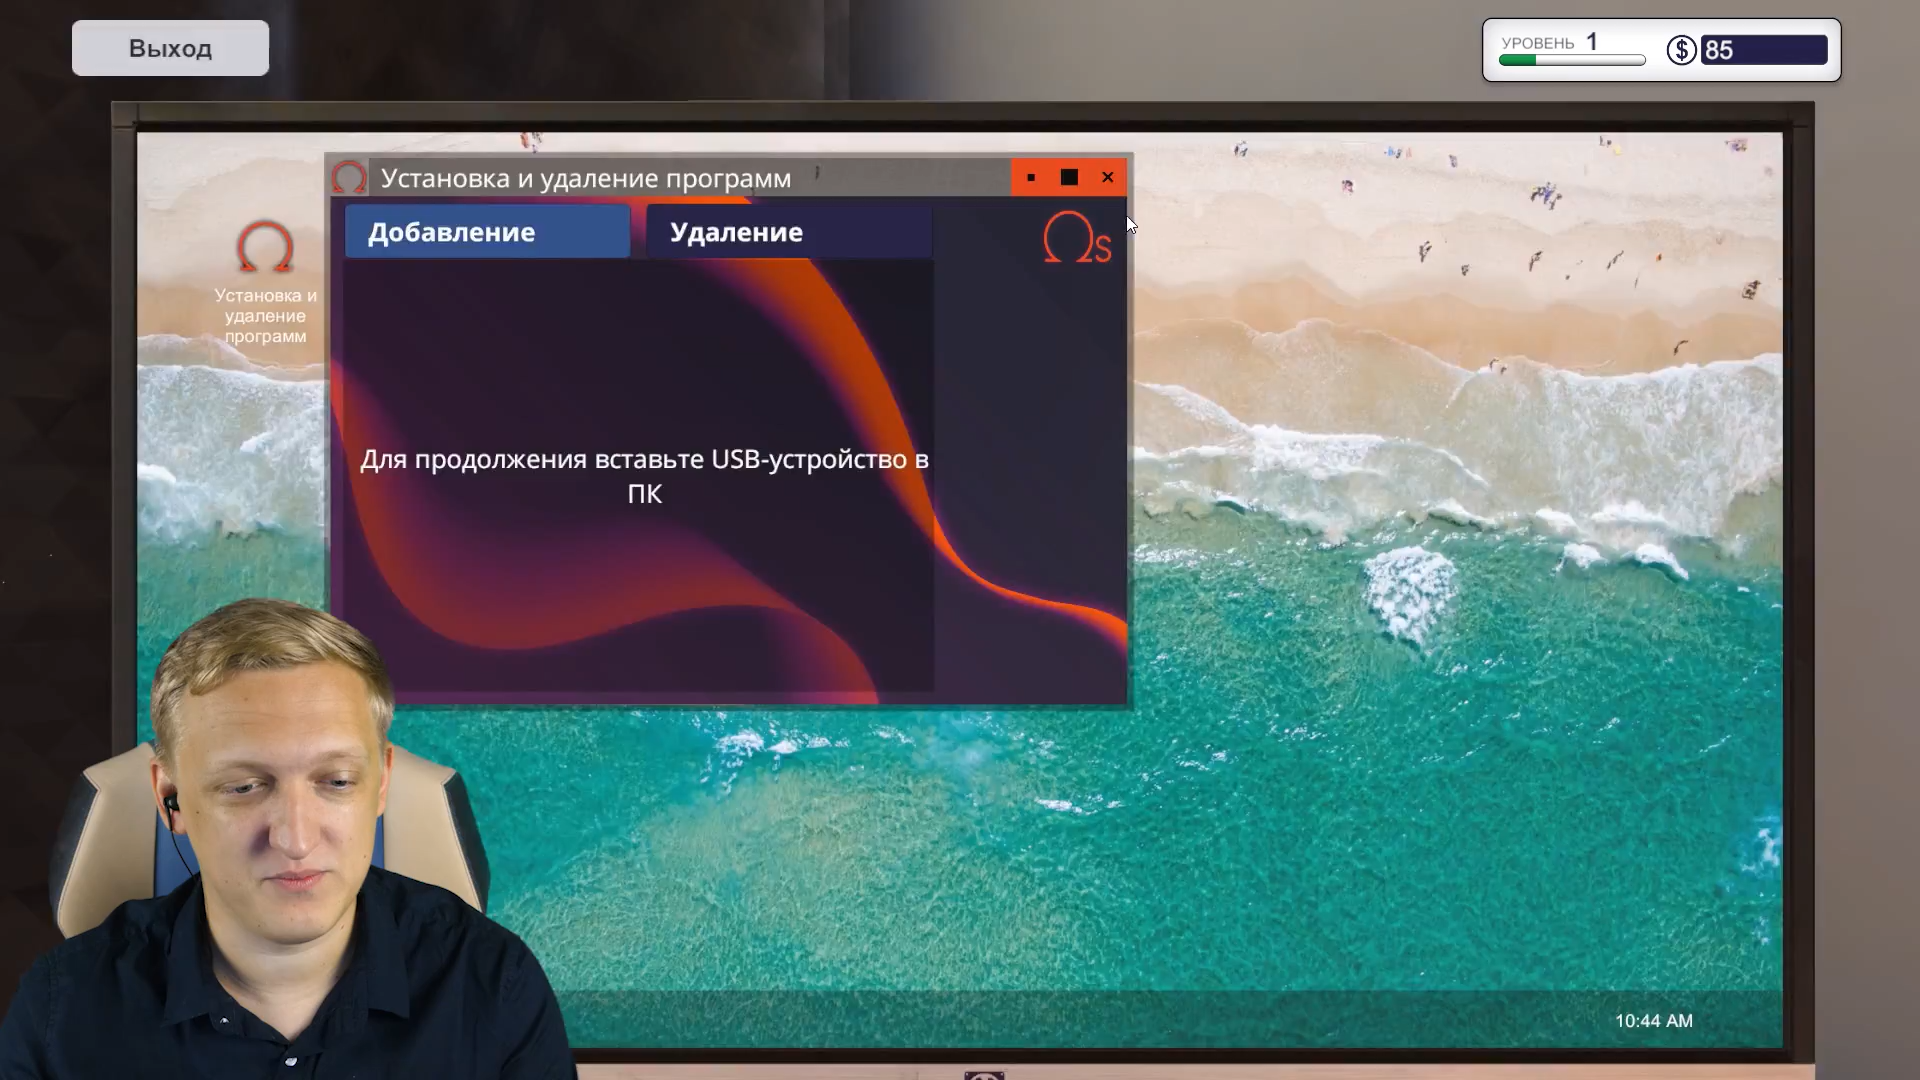 Выход
УРОВЕНЬ 1
$ 85
Установка и удаление программ
Добавление
Удаление
Ωs
Установка и
удаление
программ
Для продолжения вставьте USB-устройство в
ПК
10:44 AM